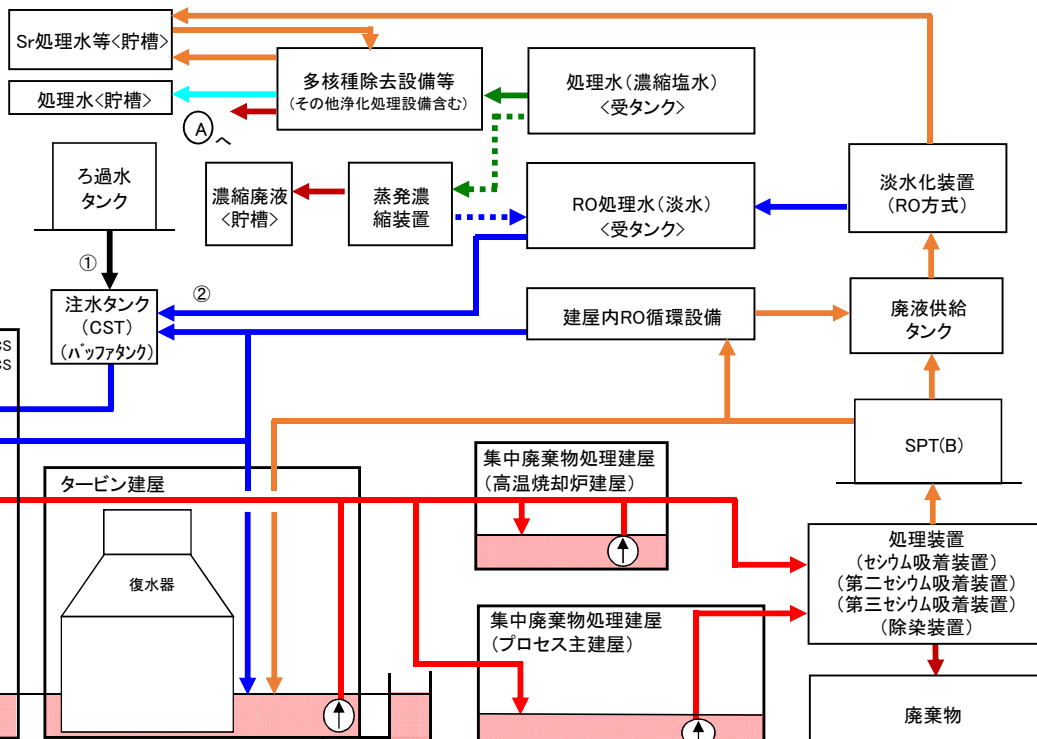 Sr処理水等<貯槽>
処理水<貯槽>
多核種除去設備等
(その他浄化処理設備含む)
処理水(濃縮塩水)
<受タンク>
Aへ
ろ過水
タンク
濃縮廃液
<貯槽>
蒸発濃
縮装置
RO処理水(淡水)
<受タンク>
淡水化装置
(RO方式)
①
②
注水タンク
(CST)
(バッファタンク)
建屋内RO循環設備
廃液供給
タンク
CS
CS
SPT(B)
タービン建屋
復水器
集中廃棄物処理建屋
(高温焼却炉建屋)
処理装置
(セシウム吸着装置)
(第二セシウム吸着装置)
(第三セシウム吸着装置)
(除染装置)
集中廃棄物処理建屋
(プロセス主建屋)
廃棄物